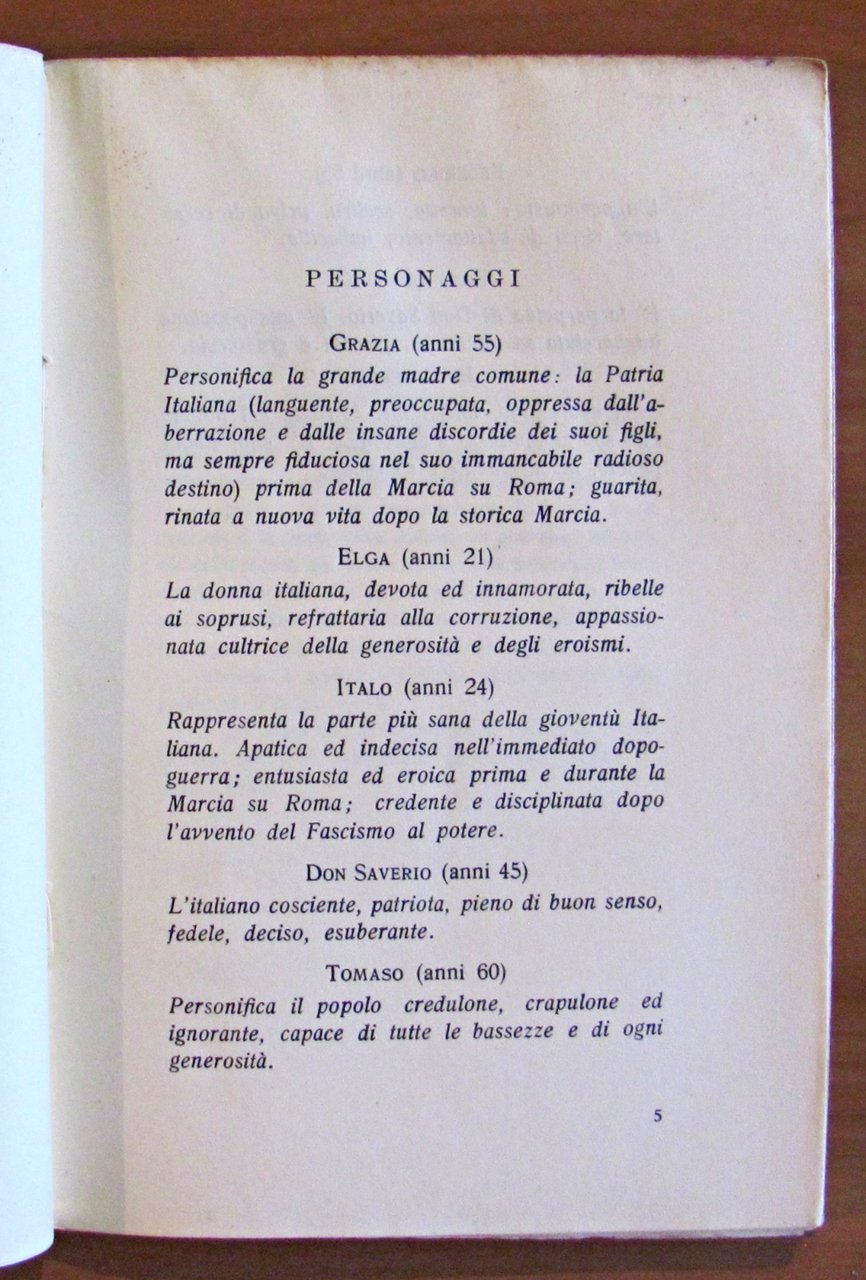 PERSONAGGI
GRAZIA (anni 55)
Personifica la grande madre comune: la Patria
Italiana (languente, preoccupata, oppressa dall'a-
berrazione e dalle insane discordie dei suoi figli,
ma sempre fiduciosa nel suo immancabile radioso
destino) prima della Marcia su Roma; guarita,
rinata a nuova vita dopo la storica Marcia.
ELGA (anni 21)
La donna italiana, devota ed innamorata, ribelle
ai soprusi, refrattaria alla corruzione, appassio-
nata cultrice della generosità e degli eroismi.
ITALO (anni 24)
Rappresenta la parte più sana della gioventù Ita-
liana. Apatica ed indecisa nell'immediato dopo-
guerra; entusiasta ed eroica prima e durante la
Marcia su Roma; credente e disciplinata dopo
l'avvento del Fascismo al potere.
DON SAVERIO (anni 45)
L'italiano cosciente, patriota, pieno di buon senso,
fedele, deciso, esuberante.
TOMASO (anni 60)
Personifica il popolo credulone, crapulone ed
ignorante, capace di tutte le bassezze e di ogni
generosità.
5